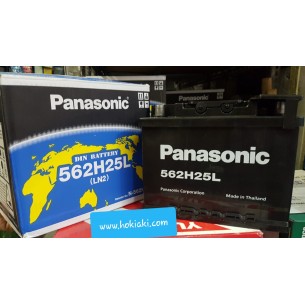 Panasonic
DIN BATTERY
562H25L
(LN2)
Panasonic
562H25L
Panasonic Corporation
Made in Thailand
www.hokiaki.com